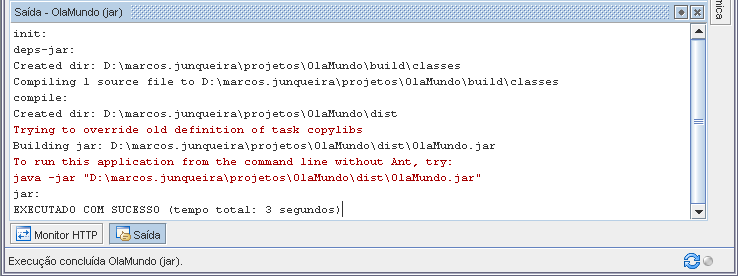 Saída - OlaMundo (jar)
init:
deps-jar:
Created dir: D:\marcos.junqueira\projetos\OlaMundo\build\classes
Compiling 1 source file to D:\marcos.junqueira\projetos\OlaMundo\build\classes
compile:
Created dir: D:\marcos.junqueira\projetos\OlaMundo\dist
Trying to override old definition of task copylibs
Building jar: D:\marcos.junqueira\projetos\OlaMundo\dist\OlaMundo.jar
To run this application from the command line without Ant, try:
java -jar "D:\marcos.junqueira\projetos\OlaMundo\dist\OlaMundo.jar"
jar:
EXECUTADO COM SUCESSO (tempo total: 3 segundos)
Monitor HTTP
Saída
Execução concluída OlaMundo (jar).